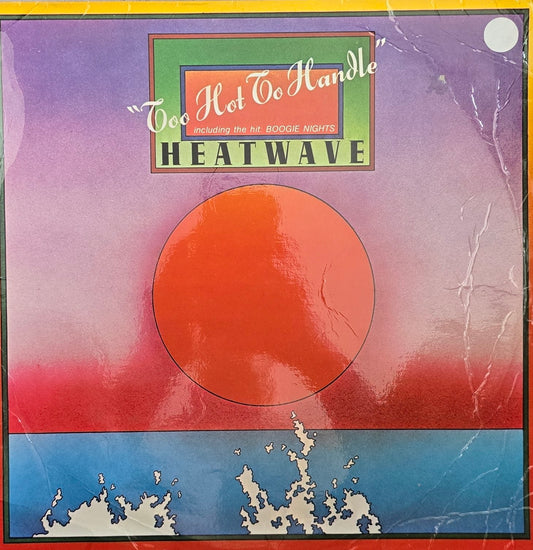 "Too Hot To Handle"
including the hit: BOOGIE NIGHTS
HEATWAVE